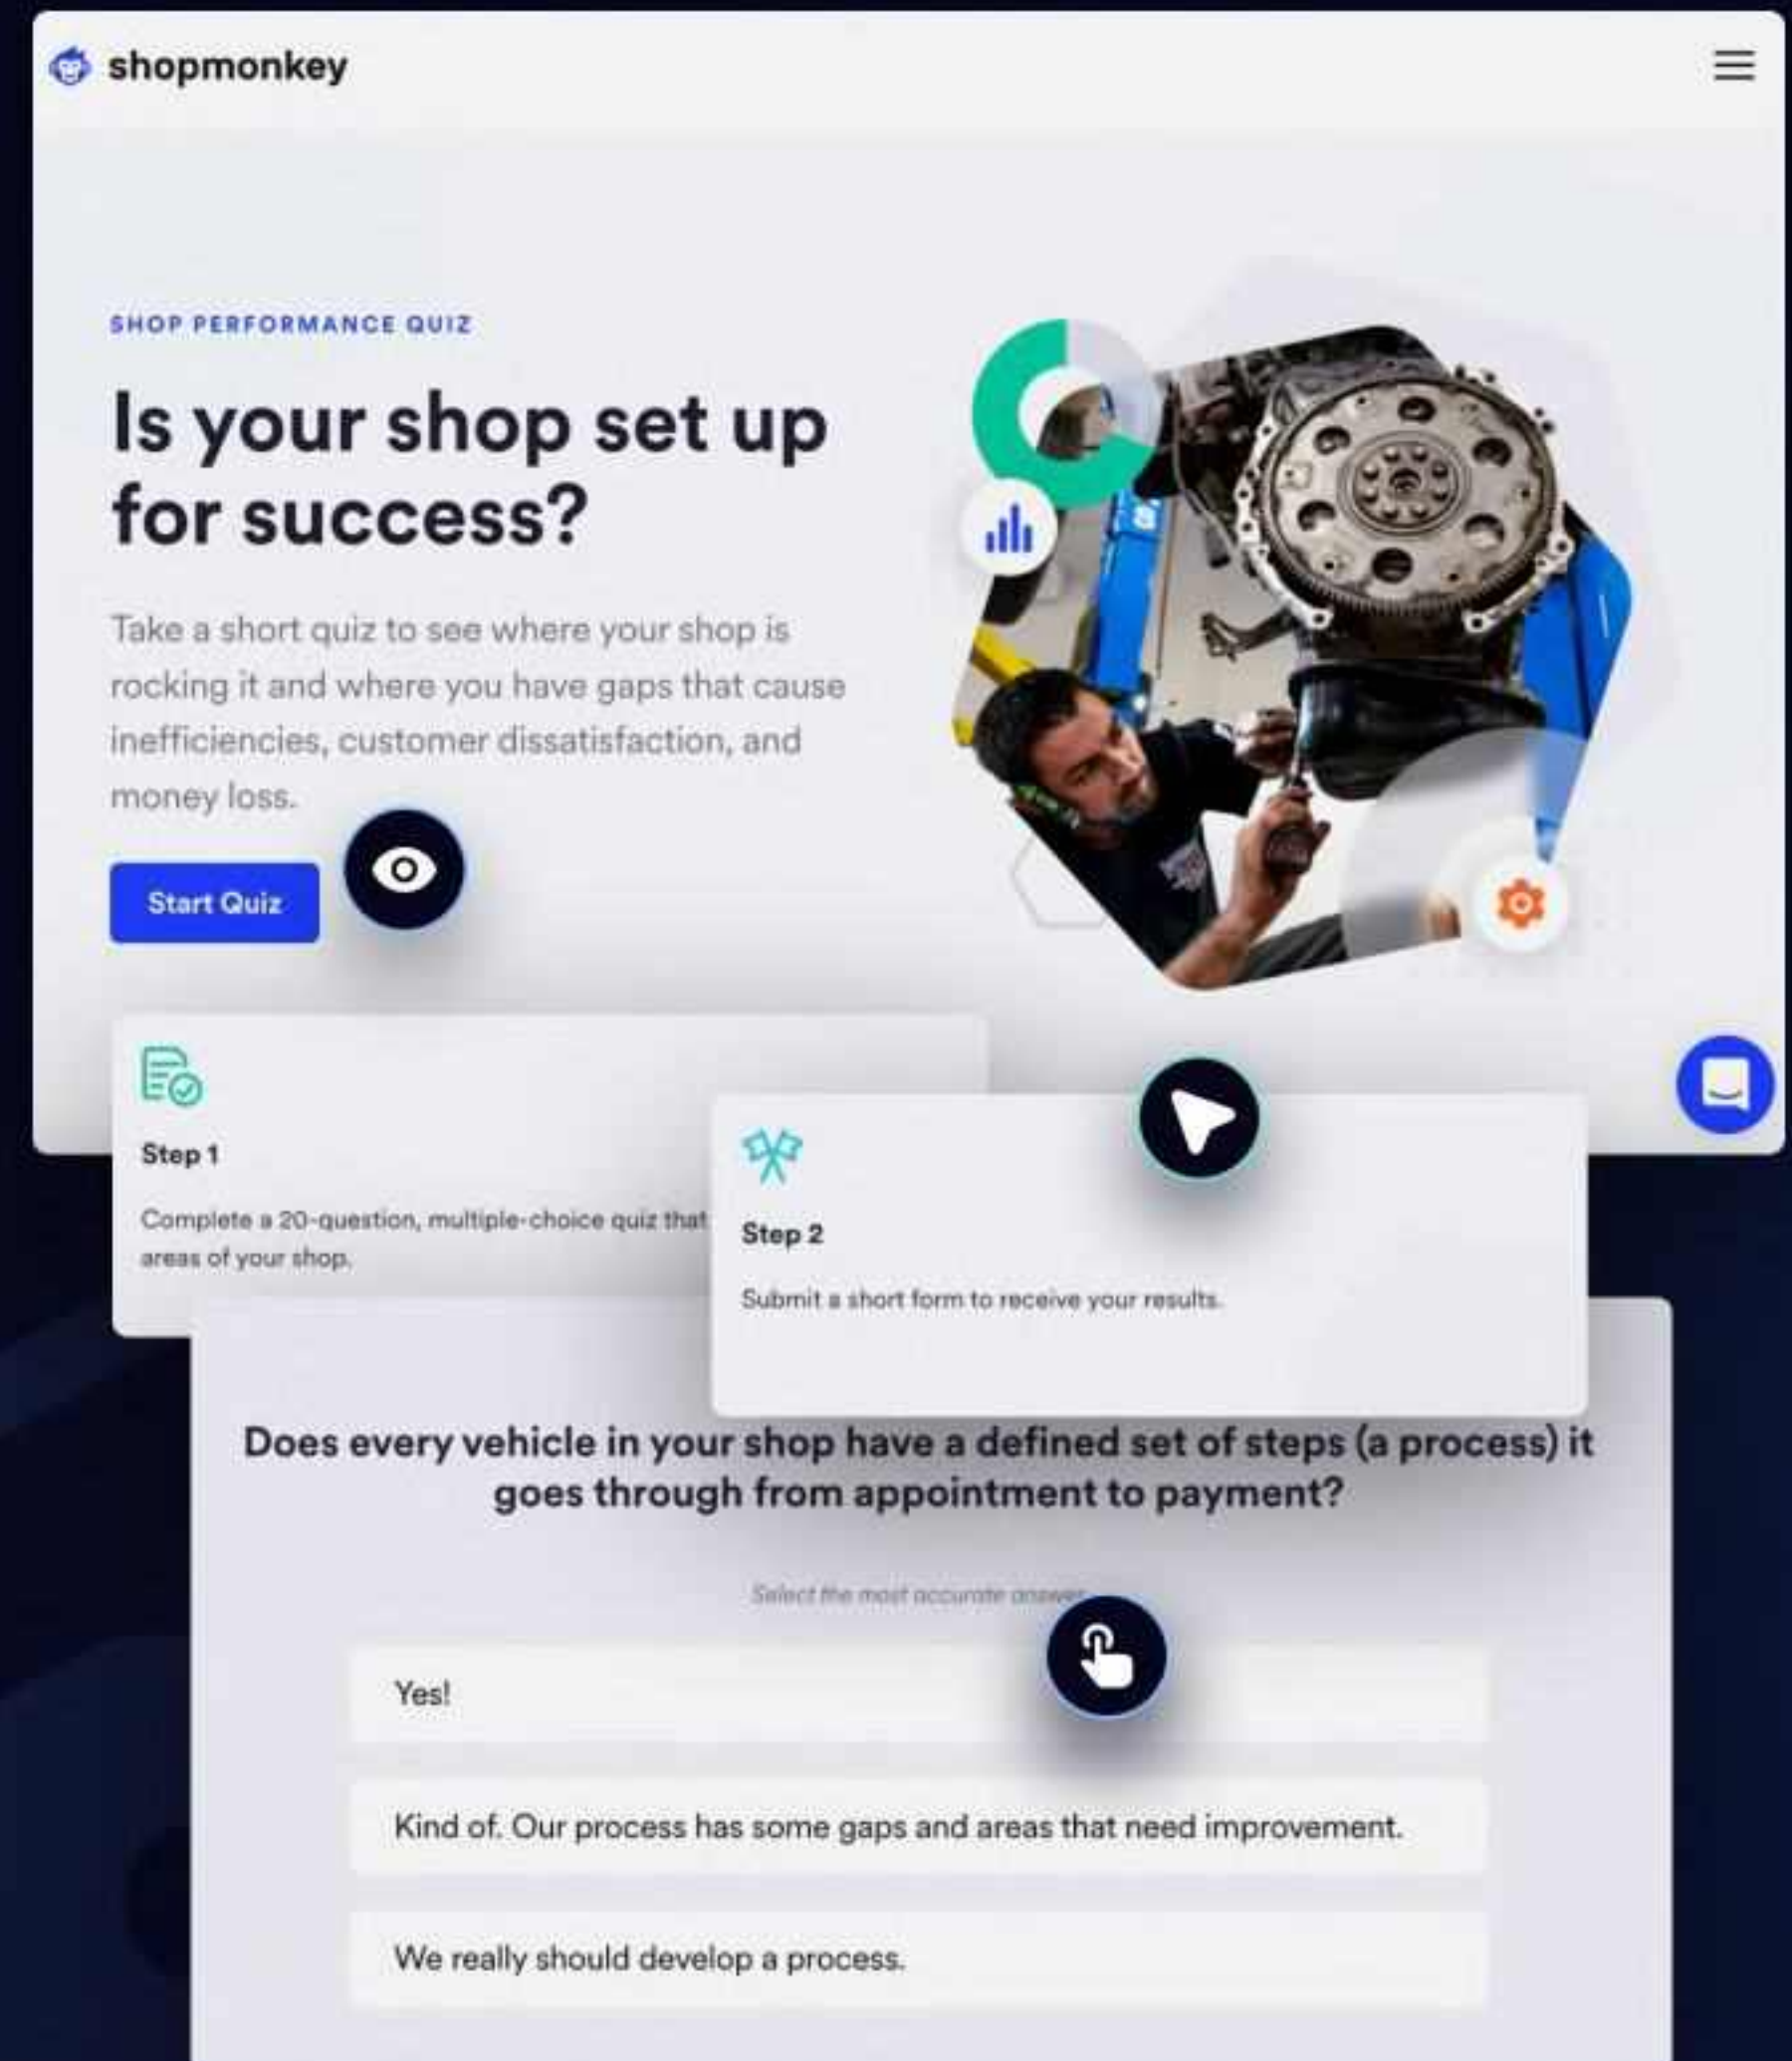 shopmonkey
SHOP PERFORMANCE QUIZ
Is your shop set up
for success?
Take a short quiz to see where your shop is
rocking it and where you have gaps that cause
inefficiencies, customer dissatisfaction, and
money loss.
Start Quiz
Step 1
Complete a 20-question, multiple-choice quiz that
areas of your shop.
Step 2
Submit a short form to receive your results.
Does every vehicle in your shop have a defined set of steps (a process) it
goes through from appointment to payment?
Select the most accurate answer
Yes!
Kind of. Our process has some gaps and areas that need improvement.
We really should develop a process.